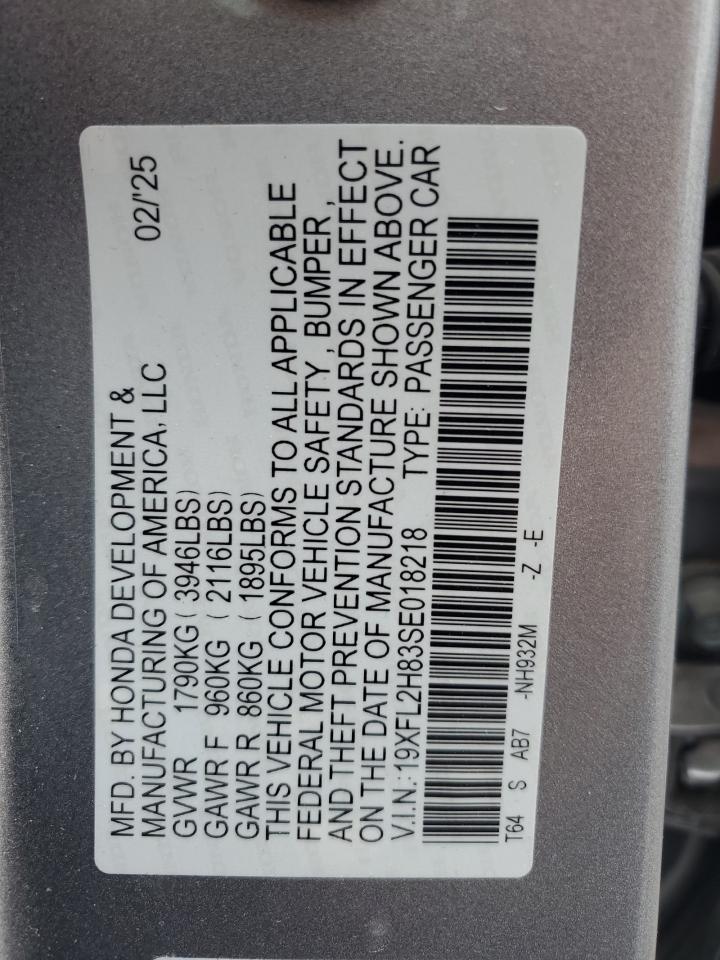 MFD. BY HONDA DEVELOPMENT & 02/'25
MANUFACTURING OF AMERICA, LLC
GVWR 1790KG ( 3946LBS)
GAWR F 960KG ( 2116LBS)
GAWR R 860KG ( 1895LBS)
THIS VEHICLE CONFORMS TO ALL APPLICABLE
FEDERAL MOTOR VEHICLE SAFETY , BUMPER ,
AND THEFT PREVENTION STANDARDS IN EFFECT
ON THE DATE OF MANUFACTURE SHOWN ABOVE.
V.I.N.:19XFL2H83SE018218 TYPE: PASSENGER CAR
T64 S AB7 -NH932M -Z -E